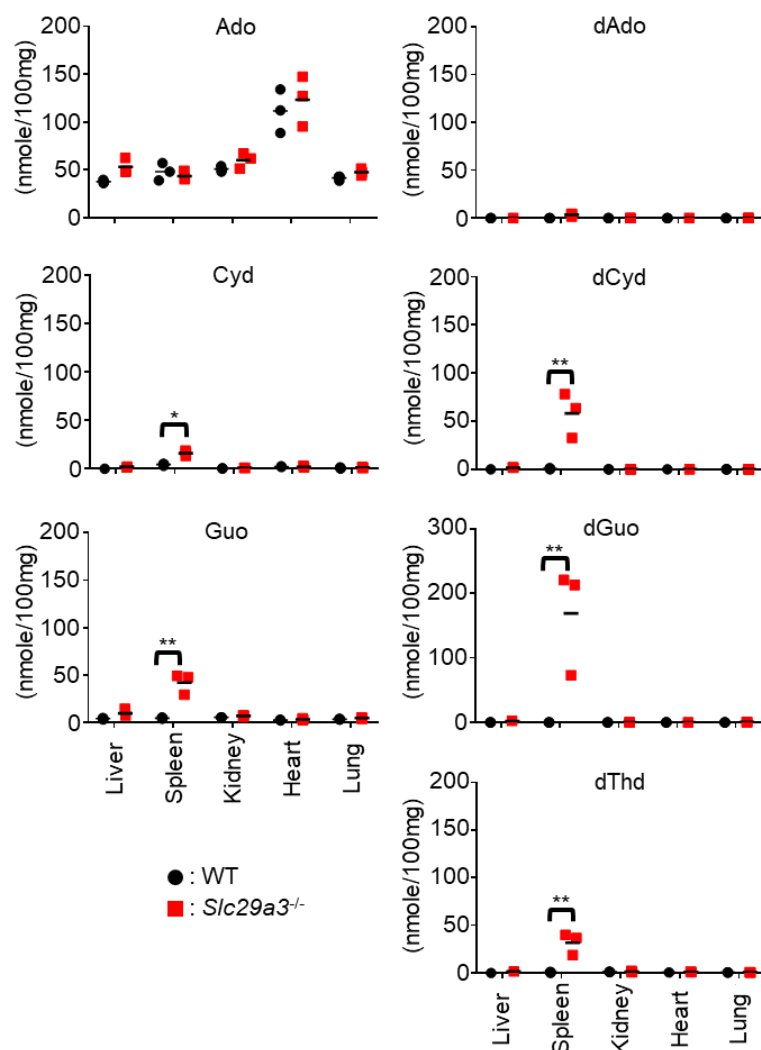 Ado
(nmole/100mg)
200
150
100
50
0
dAdo
(nmole/100mg)
200
150
100
50
0
Cyd
(nmole/100mg)
200
150
100
50
0
*
dCyd
(nmole/100mg)
200
150
100
50
0
**
Guo
(nmole/100mg)
200
150
100
50
0
**
Liver
Spleen
Kidney
Heart
Lung
dGuo
(nmole/100mg)
300
200
100
0
**
dThd
(nmole/100mg)
200
150
100
50
0
**
Liver
Spleen
Kidney
Heart
Lung
: WT
: Slc29a3-/-